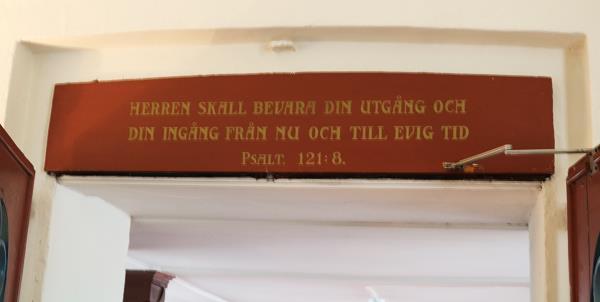 HERREN SKALL BEVARA DIN UTGÅNG OCH
DIN INGÅNG FRÅN NU OCH TILL EVIG TID
PSALT. 121:8.